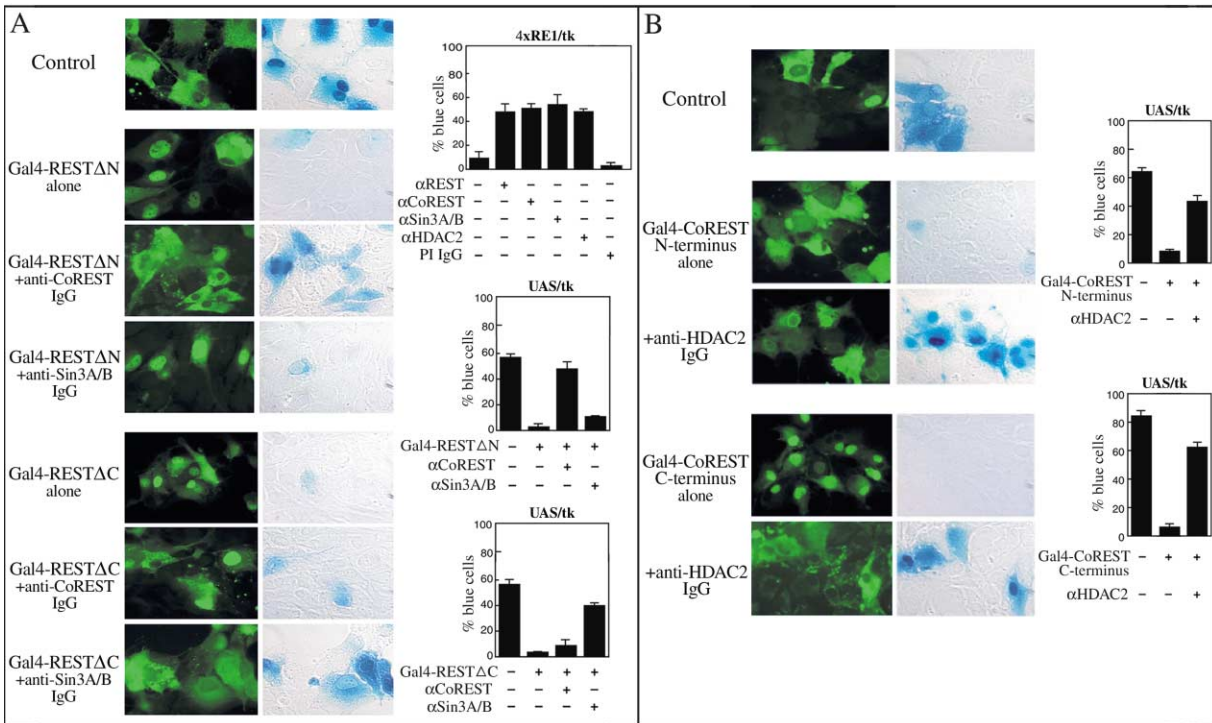 A
Control
Gal4-RESTΔN
alone
Gal4-RESTΔN
+anti-CoREST
IgG
Gal4-RESTΔN
+anti-Sin3A/B
IgG
Gal4-RESTΔC
alone
Gal4-RESTΔC
+anti-CoREST
IgG
Gal4-RESTΔC
+anti-Sin3A/B
IgG
4xRE1/tk
% blue cells
100
80
60
40
20
0
αREST – + – – – –
αCoREST – – + – – –
αSin3A/B – – – + – –
αHDAC2 – – – – + –
PI IgG – – – – – +
UAS/tk
% blue cells
100
80
60
40
20
0
Gal4-RESTΔN – + + +
αCoREST – – + –
αSin3A/B – – – +
UAS/tk
% blue cells
100
80
60
40
20
0
Gal4-RESTΔC – + + +
αCoREST – – + –
αSin3A/B – – – +
B
Control
Gal4-CoREST
N-terminus
alone
+anti-HDAC2
IgG
Gal4-CoREST
C-terminus
alone
+anti-HDAC2
IgG
UAS/tk
% blue cells
100
80
60
40
20
0
Gal4-CoREST – + +
N-terminus
αHDAC2 – – +
UAS/tk
% blue cells
100
80
60
40
20
0
Gal4-CoREST – + +
C-terminus
αHDAC2 – – +